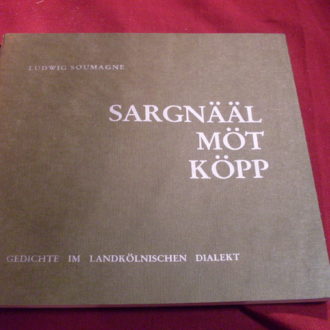 LUDWIG SOUMAGNE
SARGNÄÄL
MÖT
KÖPP
GEDICHTE IM LANDKÖLNISCHEN DIALEKT